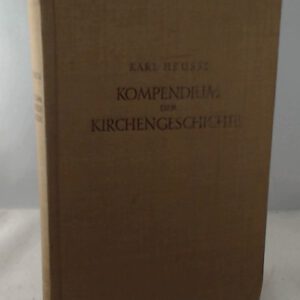 KARL HEUSSI
KOMPENDIUM
DER
KIRCHENGESCHICHTE